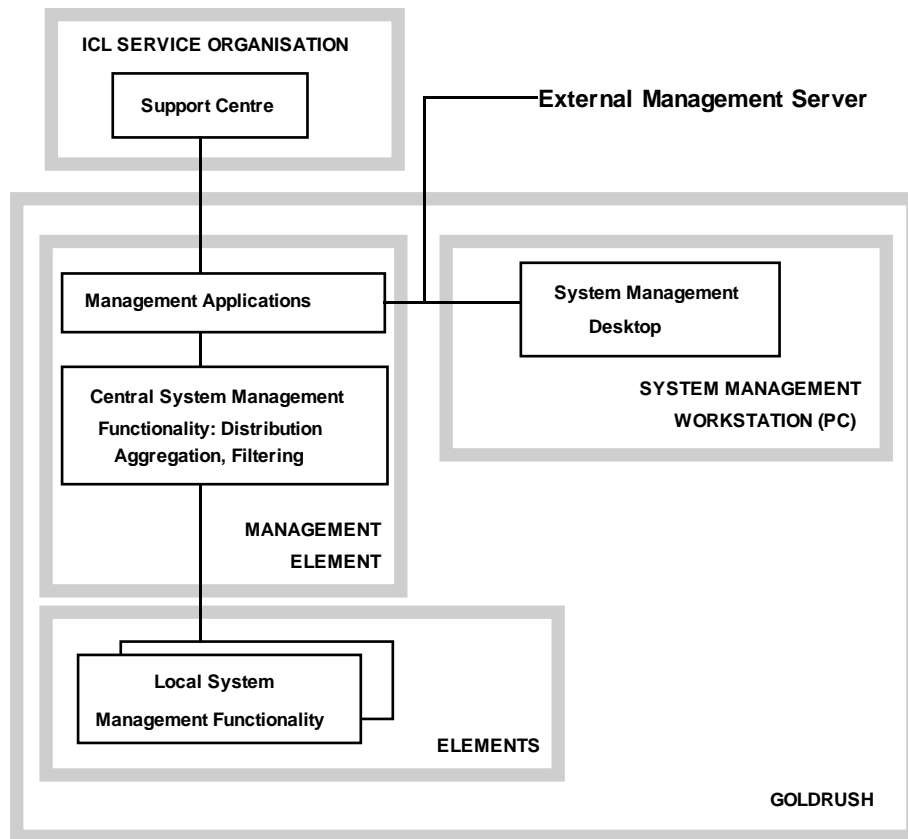 ICL SERVICE ORGANISATION
Support Centre
External Management Server
Management Applications
System Management
Desktop
SYSTEM MANAGEMENT
WORKSTATION (PC)
Central System Management
Functionality: Distribution
Aggregation, Filtering
MANAGEMENT
ELEMENT
Local System
Management Functionality
ELEMENTS
GOLDRUSH